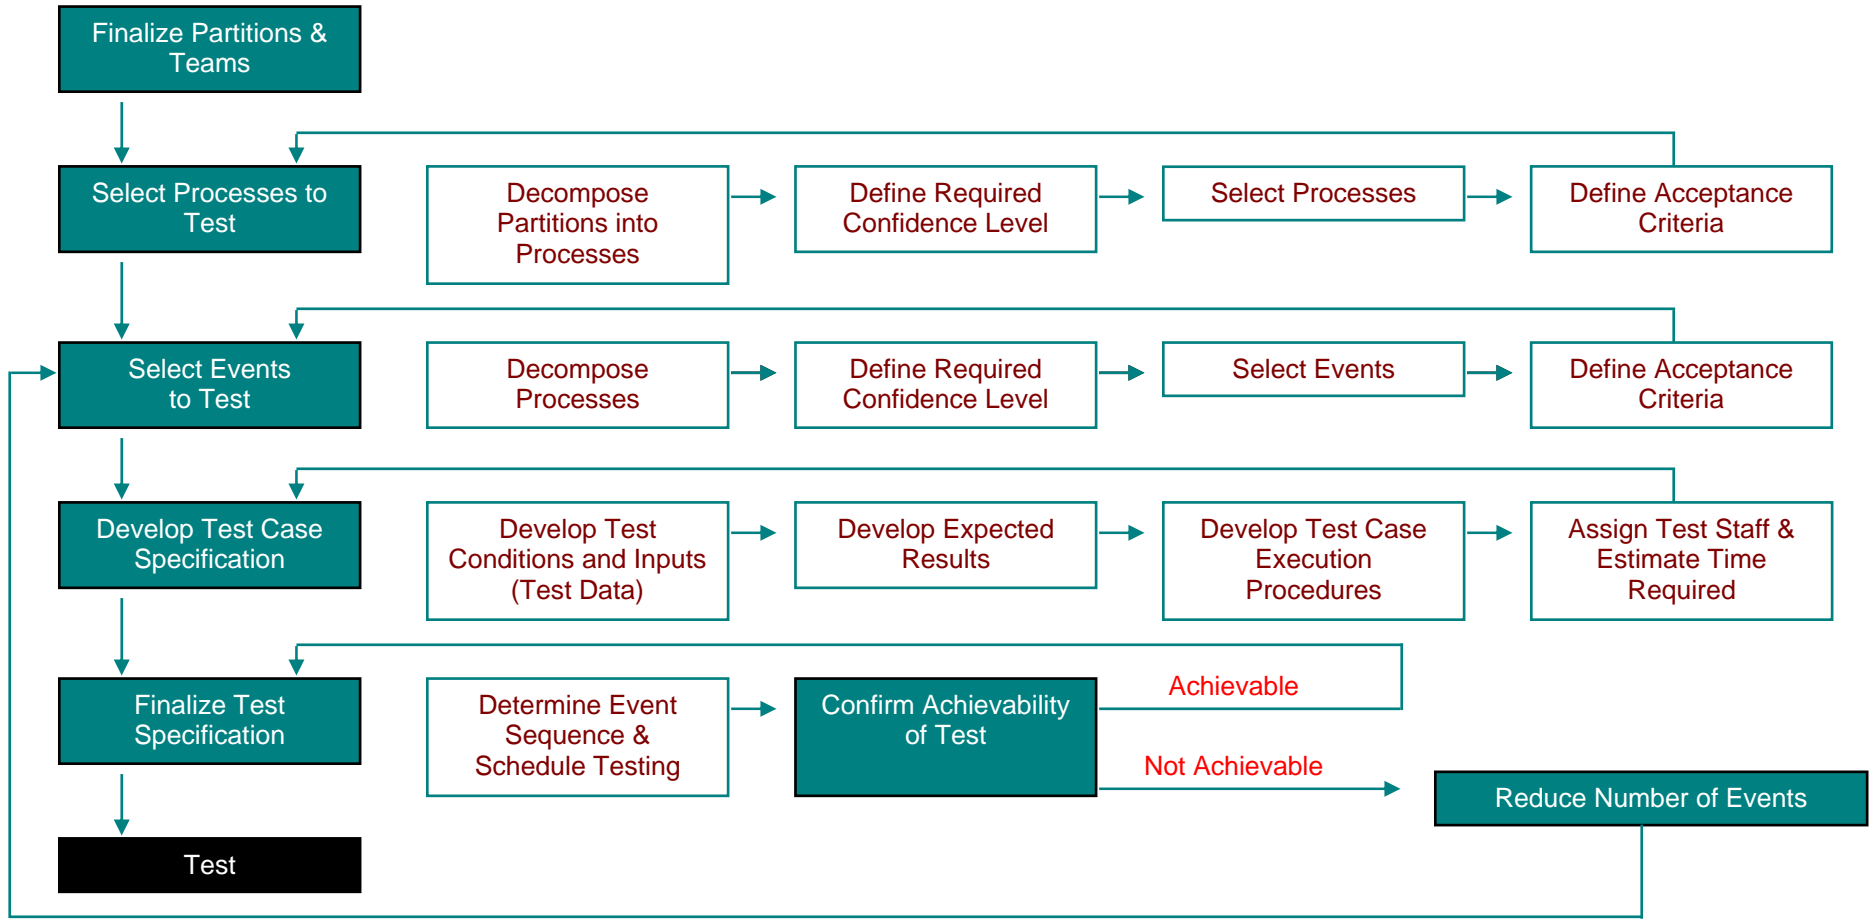 Finalize Partitions &
Teams
Select Processes to
Test
Decompose
Partitions into
Processes
Define Required
Confidence Level
Select Processes
Define Acceptance
Criteria
Select Events
to Test
Decompose
Processes
Define Required
Confidence Level
Select Events
Define Acceptance
Criteria
Develop Test Case
Specification
Develop Test
Conditions and Inputs
(Test Data)
Develop Expected
Results
Develop Test Case
Execution
Procedures
Assign Test Staff &
Estimate Time
Required
Finalize Test
Specification
Determine Event
Sequence &
Schedule Testing
Confirm Achievability
of Test
Achievable
Not Achievable
Reduce Number of Events
Test